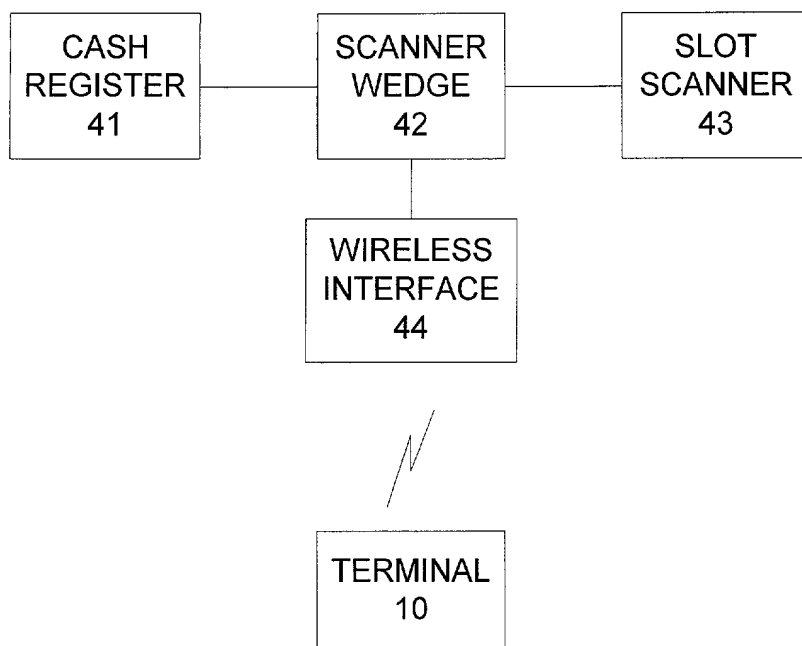 CASH
REGISTER
41
SCANNER
WEDGE
42
SLOT
SCANNER
43
WIRELESS
INTERFACE
44
TERMINAL
10